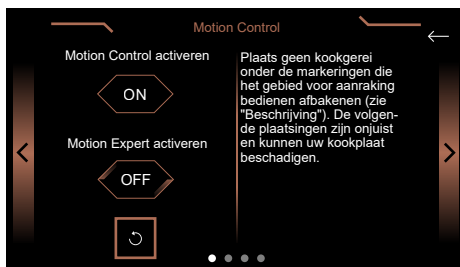 Motion Control
Motion Control activeren
ON
Motion Expert activeren
OFF
Plaats geen kookgerei
onder de markeringen die
het gebied voor aanraking
bedienen afbakenen (zie
"Beschrijving"). De volgen-
de plaatsingen zijn onjuist
en kunnen uw kookplaat
beschadigen.